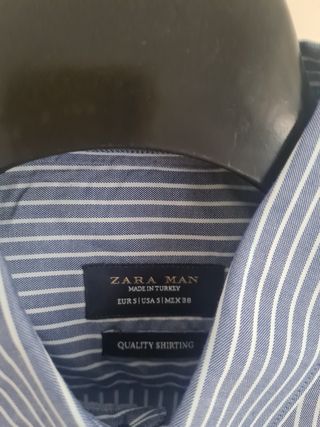 ZARA MAN
MADE IN TURKEY
EUR S | USA S | MEX 38
QUALITY SHIRTING